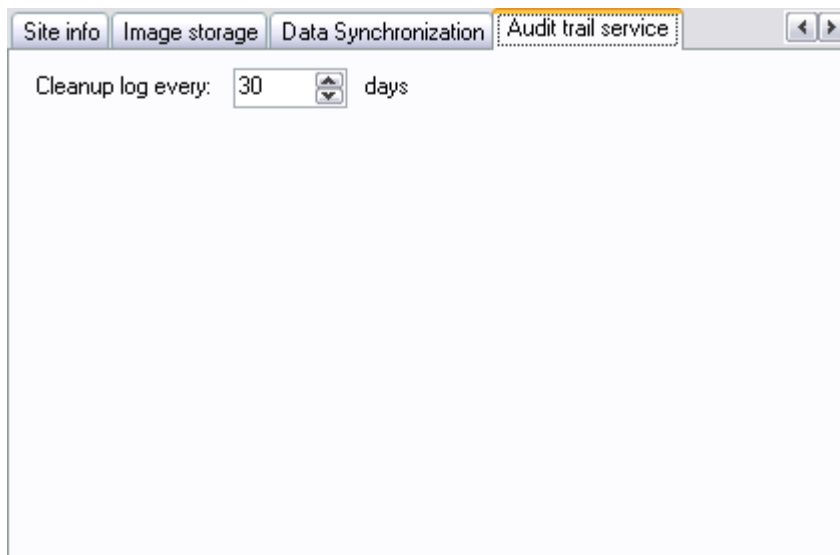 Site info Image storage Data Synchronization Audit trail service
Cleanup log every: 30 days